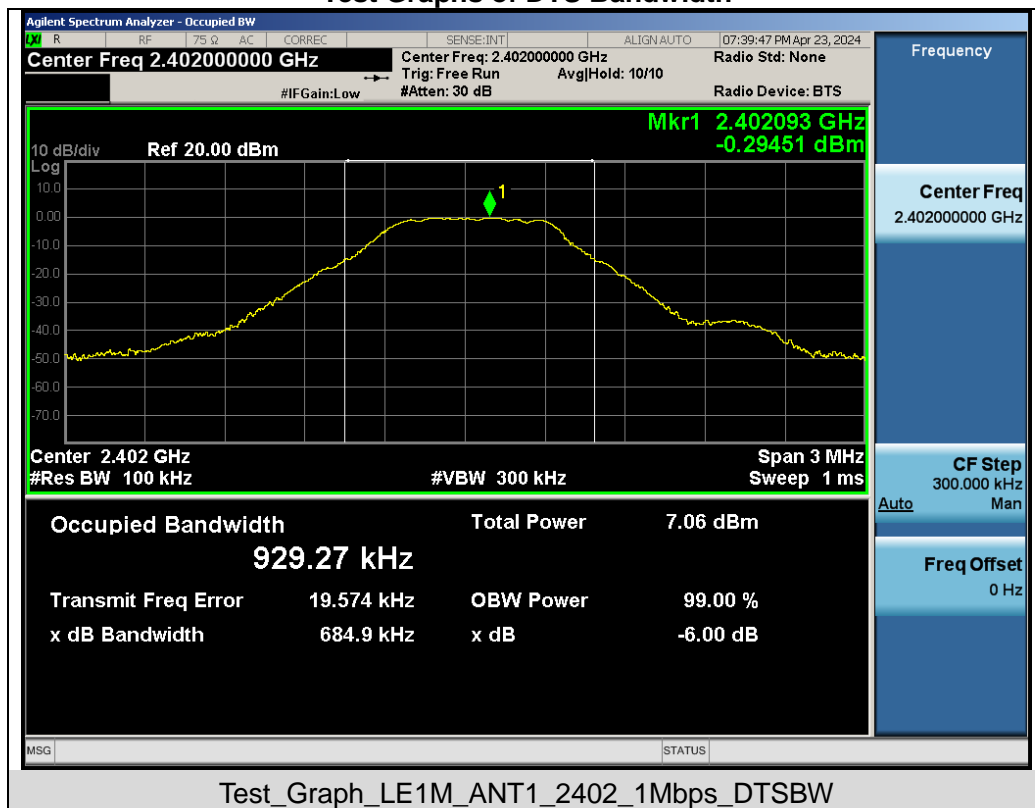 Test Graphs of DTS Bandwidth
Agilent Spectrum Analyzer - Occupied BW
LXI R RF 75 Ω AC CORREC SENSE:INT ALIGN AUTO 07:39:47 PM Apr 23, 2024
Center Freq 2.402000000 GHz
Center Freq: 2.402000000 GHz Radio Std: None
Trig: Free Run Avg|Hold: 10/10
#IFGain:Low #Atten: 30 dB Radio Device: BTS
Frequency
Mkr1 2.402093 GHz
-0.29451 dBm
10 dB/div Ref 20.00 dBm
Log
10.0
1
0.00
-10.0
-20.0
-30.0
-40.0
-50.0
-60.0
-70.0
Center 2.402 GHz Span 3 MHz
#Res BW 100 kHz #VBW 300 kHz Sweep 1 ms
Center Freq
2.402000000 GHz
CF Step
300.000 kHz
Auto Man
Freq Offset
0 Hz
Occupied Bandwidth Total Power 7.06 dBm
929.27 kHz
Transmit Freq Error 19.574 kHz OBW Power 99.00 %
x dB Bandwidth 684.9 kHz x dB -6.00 dB
MSG STATUS
Test_Graph_LE1M_ANT1_2402_1Mbps_DTSBW